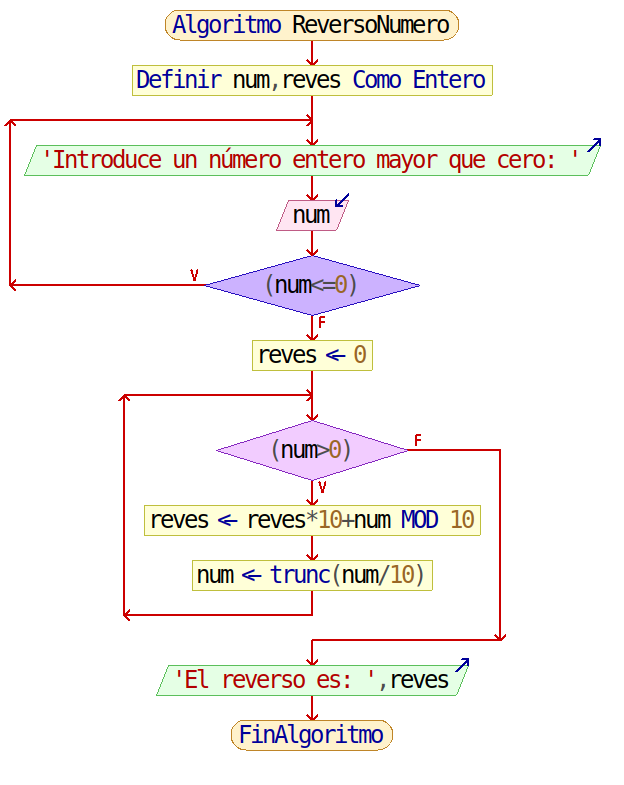 Algoritmo ReversoNumero
Definir num,reves Como Entero
'Introduce un número entero mayor que cero: '
num
V
(num<=0)
F
reves <- 0
F
(num>0)
V
reves <- reves*10+num MOD 10
num <- trunc(num/10)
'El reverso es: ',reves
FinAlgoritmo